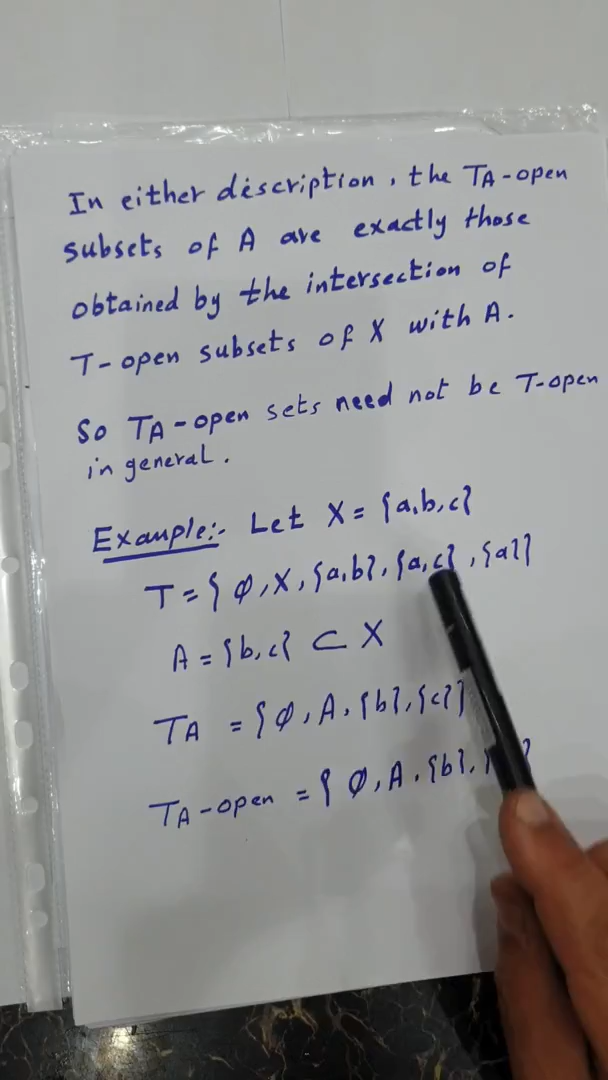 In either discription, the TA-open
subsets of A are exactly those
obtained by the intersection of
T-open subsets of X with A.
So TA-open sets need not be T-open
in general.
Example:- Let X = {a,b,c}
T = { φ, X, {a,b}, {a,c}, {a}}
A = {b,c} ⊂ X
TA = { φ, A, {b}, {c}}
TA-open = { φ, A, {b},